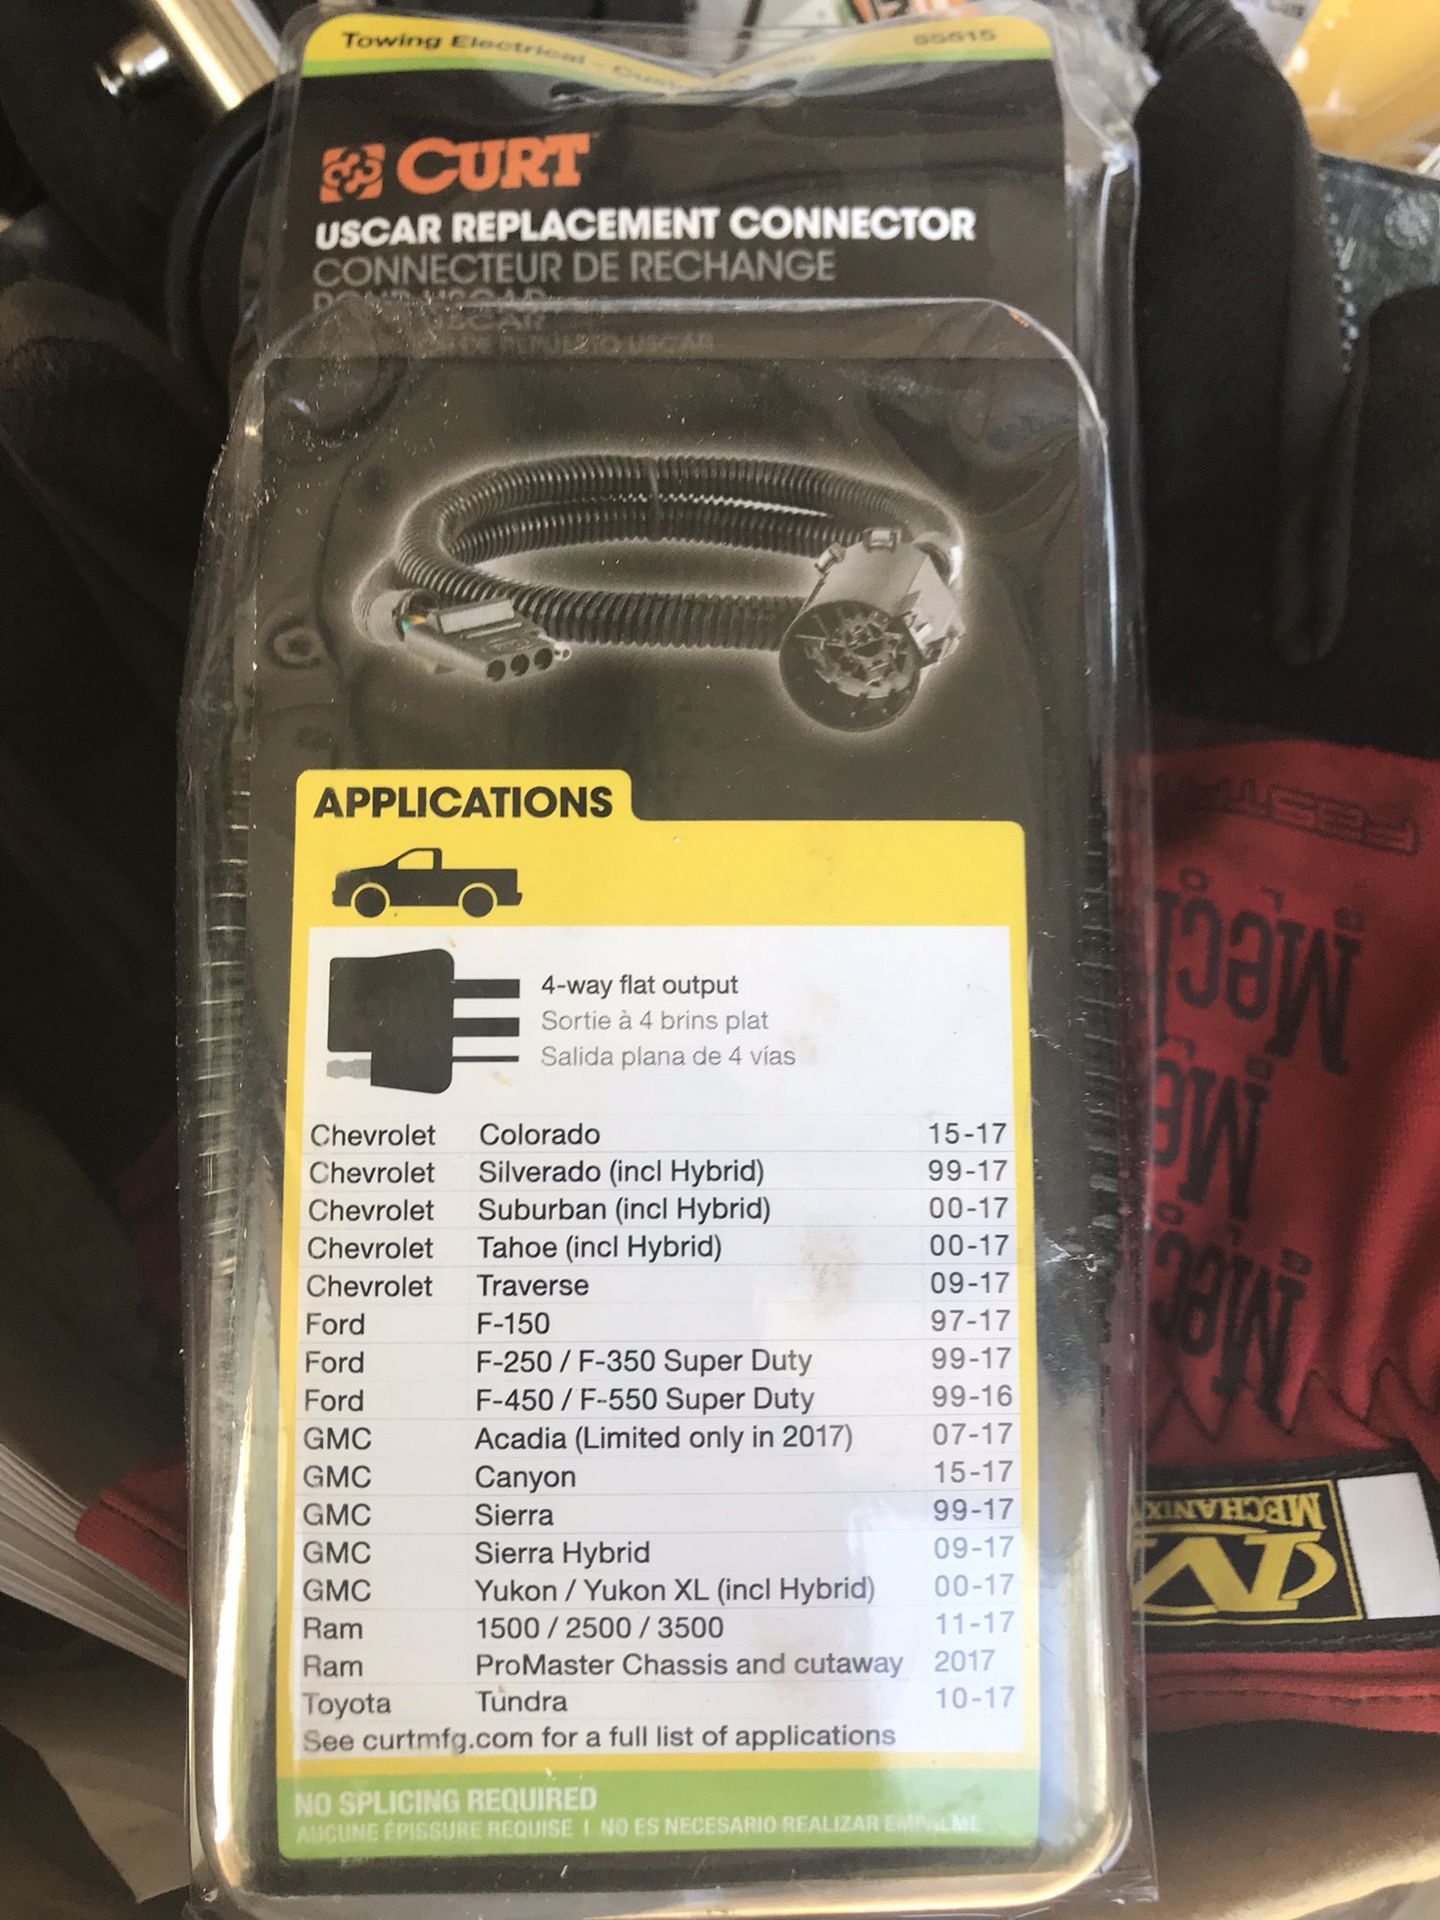 Towing Electrical - Custom
55515
CURT
USCAR REPLACEMENT CONNECTOR
CONNECTEUR DE RECHANGE
POUR USCAR
DE REPUESTO USCAR
APPLICATIONS
4-way flat output
Sortie à 4 brins plat
Salida plana de 4 vías
Chevrolet Colorado 15-17
Chevrolet Silverado (incl Hybrid) 99-17
Chevrolet Suburban (incl Hybrid) 00-17
Chevrolet Tahoe (incl Hybrid) 00-17
Chevrolet Traverse 09-17
Ford F-150 97-17
Ford F-250 / F-350 Super Duty 99-17
Ford F-450 / F-550 Super Duty 99-16
GMC Acadia (Limited only in 2017) 07-17
GMC Canyon 15-17
GMC Sierra 99-17
GMC Sierra Hybrid 09-17
GMC Yukon / Yukon XL (incl Hybrid) 00-17
Ram 1500 / 2500 / 3500 11-17
Ram ProMaster Chassis and cutaway 2017
Toyota Tundra 10-17
See curtmfg.com for a full list of applications
NO SPLICING REQUIRED
AUCUNE ÉPISSURE REQUISE | NO ES NECESARIO REALIZAR EMPALME
MECHANIX